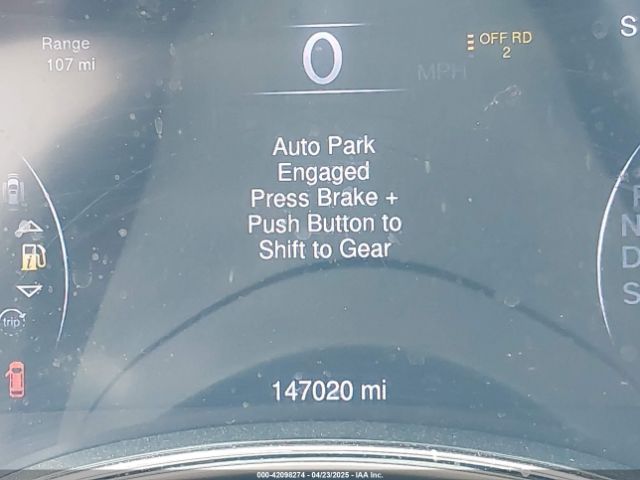 Range
107 mi
0
MPH
OFF RD
2
S
Auto Park
Engaged
Press Brake +
Push Button to
Shift to Gear
N
D
S
trip
147020 mi
000-42098274 - 04/23/2025 - IAA Inc.